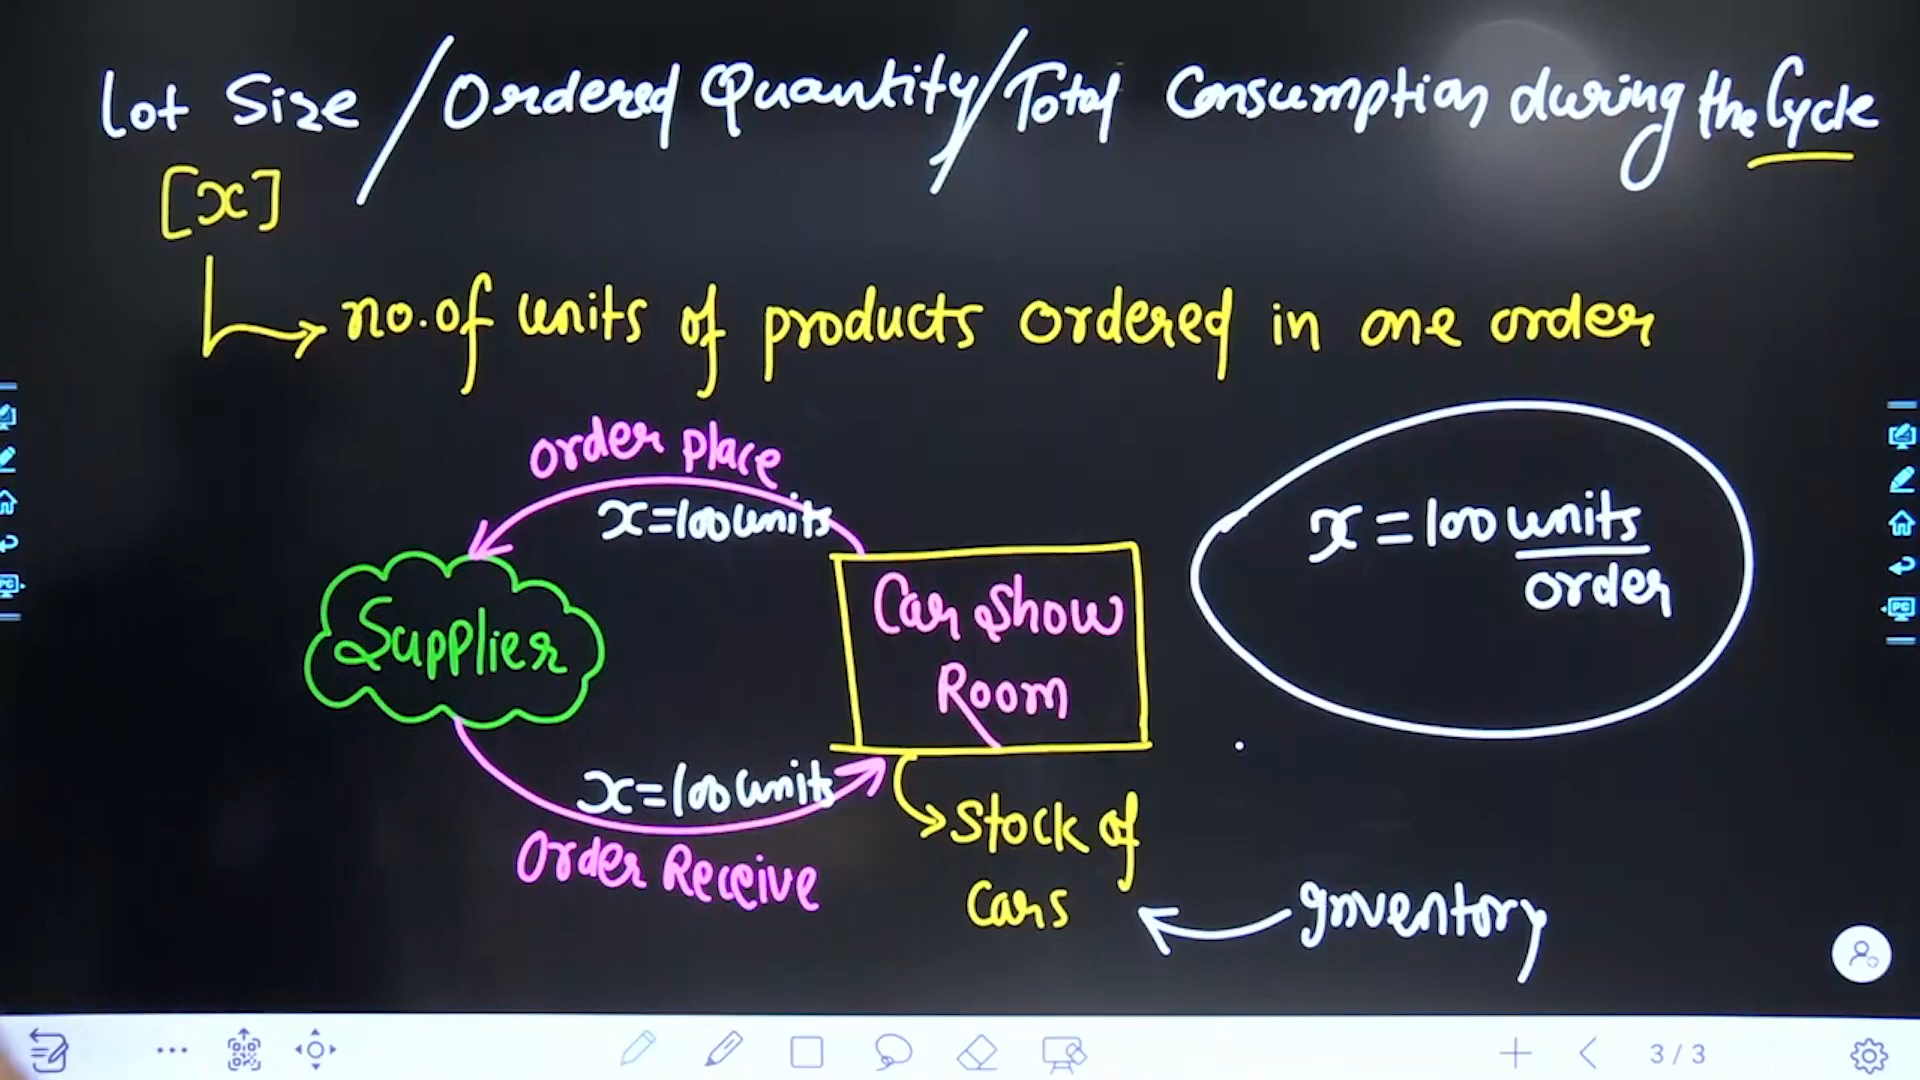 Lot Size / Ordered Quantity / Total Consumption during the Cycle
[x]
no. of units of products ordered in one order
order place
x=100 units
Supplier
Car Show
Room
x = 100 units
order
x=100 units
Order Receive
Stock of
Cars
Inventory
3 / 3